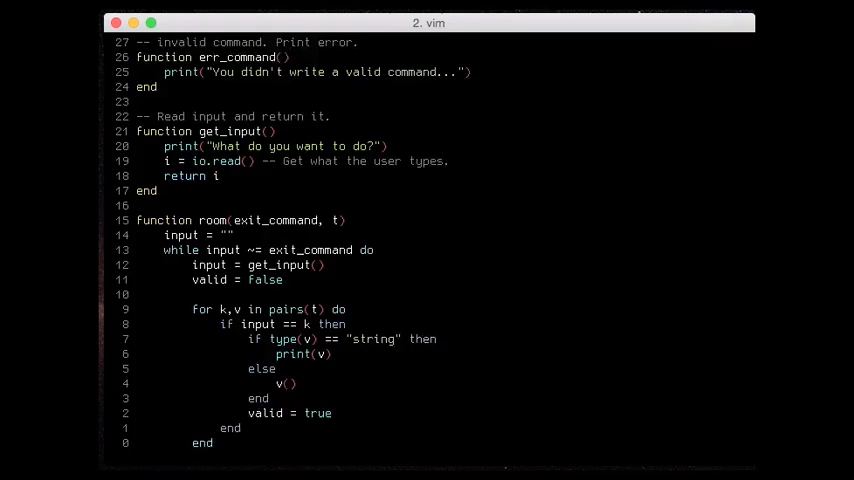 2. vim
27 -- invalid command. Print error.
26 function err_command()
25     print("You didn't write a valid command...")
24 end
23
22 -- Read input and return it.
21 function get_input()
20     print("What do you want to do?")
19     i = io.read() -- Get what the user types.
18     return i
17 end
16
15 function room(exit_command, t)
14     input = ""
13     while input ~= exit_command do
12         input = get_input()
11         valid = false
10
9         for k,v in pairs(t) do
8             if input == k then
7                 if type(v) == "string" then
6                     print(v)
5                 else
4                     v()
3                 end
2                 valid = true
1             end
0         end